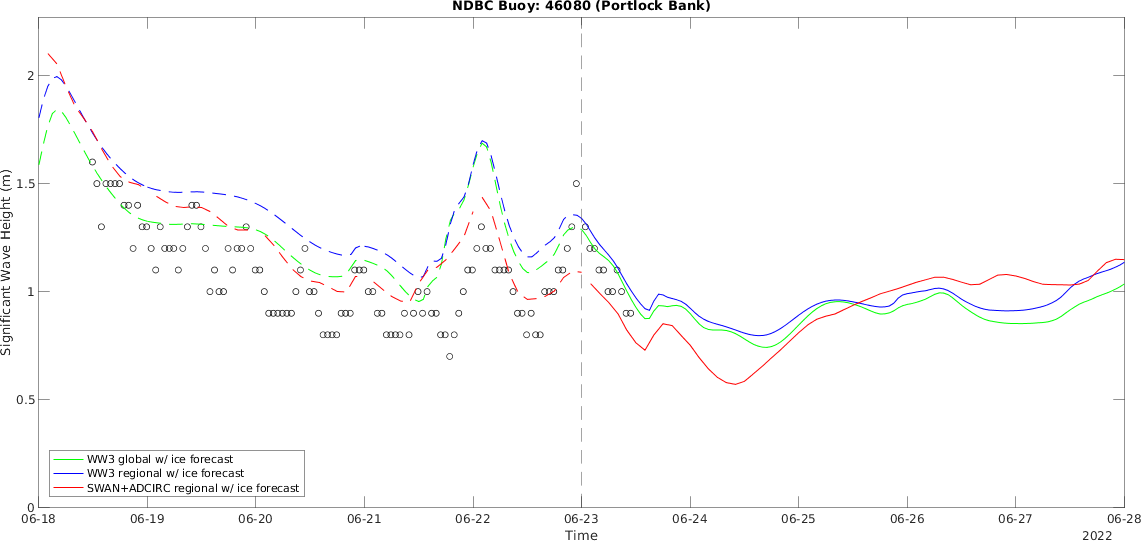 NDBC Buoy: 46080 (Portlock Bank)
Significant Wave Height (m)
2
1.5
1
0.5
0
WW3 global w/ ice forecast
WW3 regional w/ ice forecast
SWAN+ADCIRC regional w/ ice forecast
06-18 06-19 06-20 06-21 06-22 06-23 06-24 06-25 06-26 06-27 06-28
Time
2022